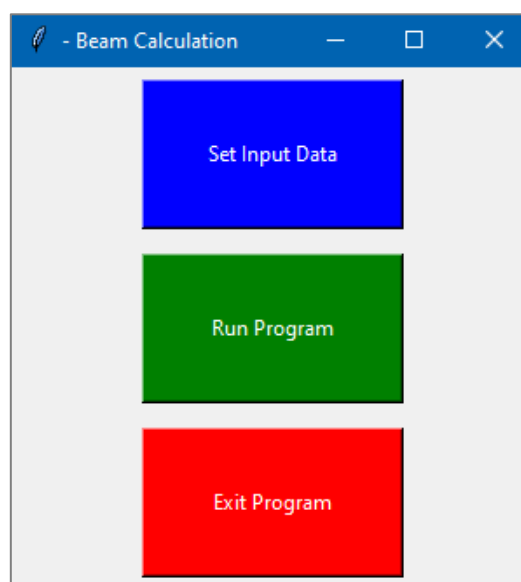 - Beam Calculation
Set Input Data
Run Program
Exit Program